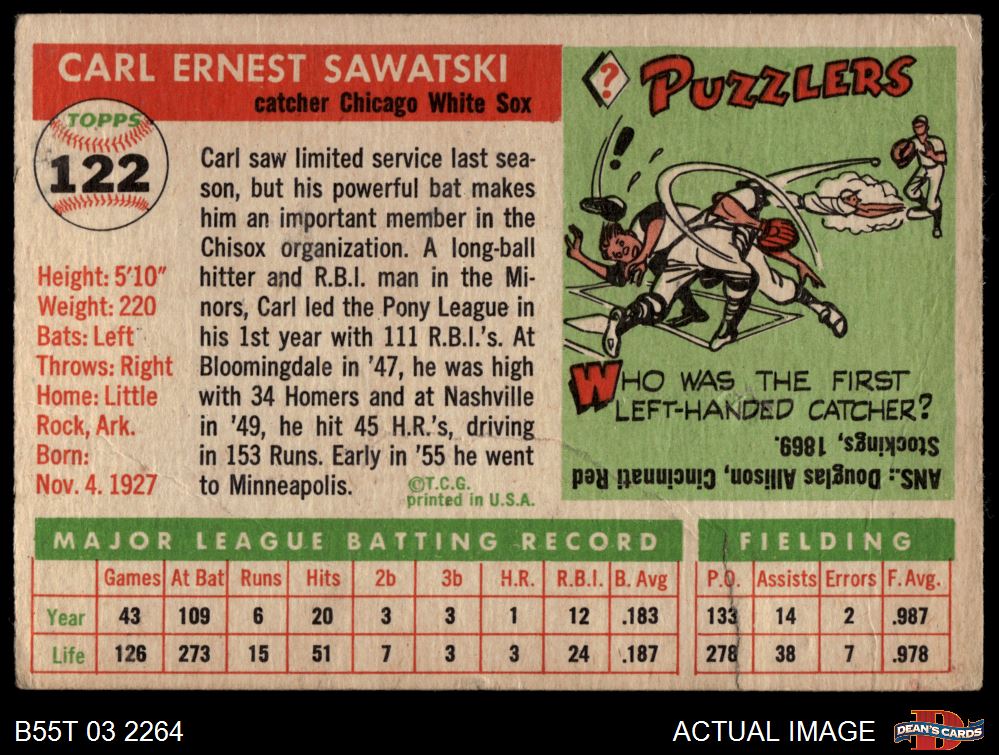 CARL ERNEST SAWATSKI
catcher Chicago White Sox
TOPPS
122
Height: 5'10"
Weight: 220
Bats: Left
Throws: Right
Home: Little
Rock, Ark.
Born:
Nov. 4. 1927
Carl saw limited service last sea-
son, but his powerful bat makes
him an important member in the
Chisox organization. A long-ball
hitter and R.B.I. man in the Mi-
nors, Carl led the Pony League in
his 1st year with 111 R.B.I.'s. At
Bloomingdale in '47, he was high
with 34 Homers and at Nashville
in '49, he hit 45 H.R.'s, driving
in 153 Runs. Early in '55 he went
to Minneapolis.
©T.C.G.
printed in U.S.A.
? PUZZLERS
!
WHO WAS THE FIRST
LEFT-HANDED CATCHER?
ANS.: Douglas Allison, Cincinnati Red
Stockings, 1869.
MAJOR LEAGUE BATTING RECORD FIELDING
Games At Bat Runs Hits 2b 3b H.R. R.B.I. B. Avg P.O. Assists Errors F. Avg.
Year 43 109 6 20 3 3 1 12 .183 133 14 2 .987
Life 126 273 15 51 7 3 3 24 .187 278 38 7 .978
B55T 03 2264
ACTUAL IMAGE
DEAN'S CARDS